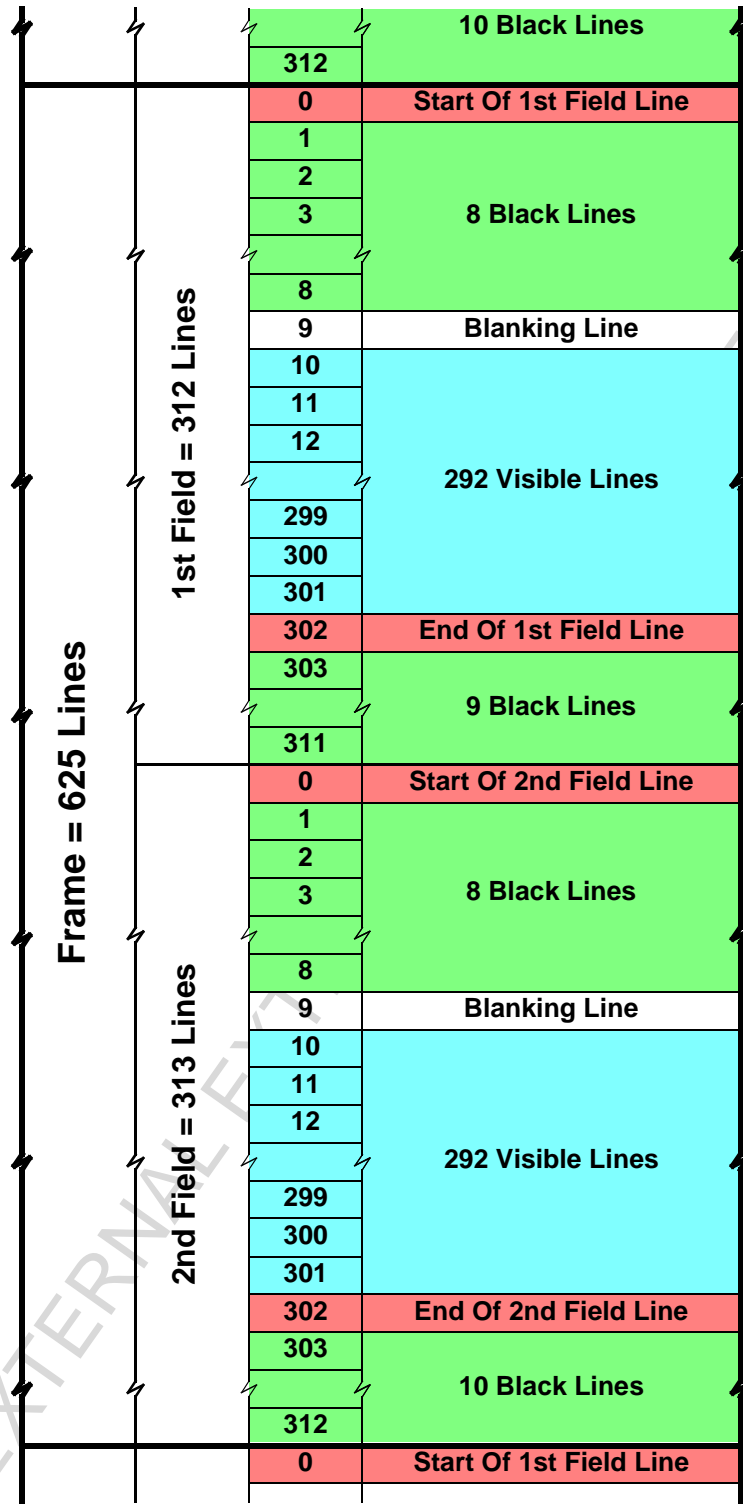 10 Black Lines
312
0 Start Of 1st Field Line
1
2
3 8 Black Lines
8
9 Blanking Line
10
11
12
292 Visible Lines
299
300
301
302 End Of 1st Field Line
303
9 Black Lines
311
1st Field = 312 Lines
Frame = 625 Lines
0 Start Of 2nd Field Line
1
2
3 8 Black Lines
8
9 Blanking Line
10
11
12
292 Visible Lines
299
300
301
302 End Of 2nd Field Line
303
10 Black Lines
312
2nd Field = 313 Lines
0 Start Of 1st Field Line
EXTERNAL